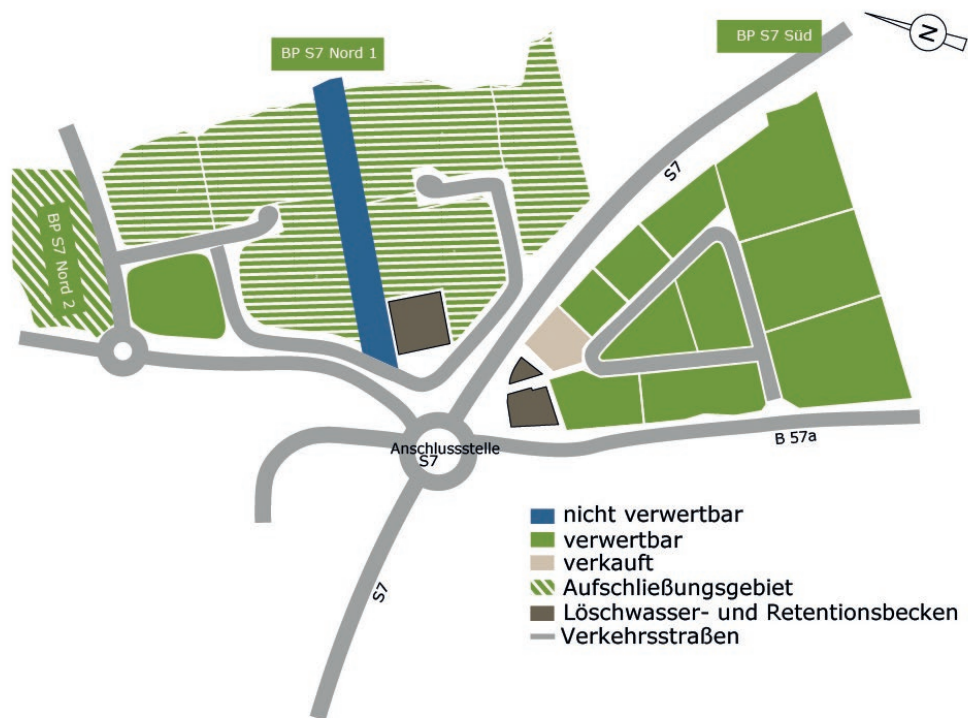 BP S7 Nord 1
BP S7 Süd
N
S7
BP S7 Nord 2
Anschlussstelle
S7
B 57a
S7
nicht verwertbar
verwertbar
verkauft
Aufschließungsgebiet
Löschwasser- und Retentionsbecken
Verkehrsstraßen